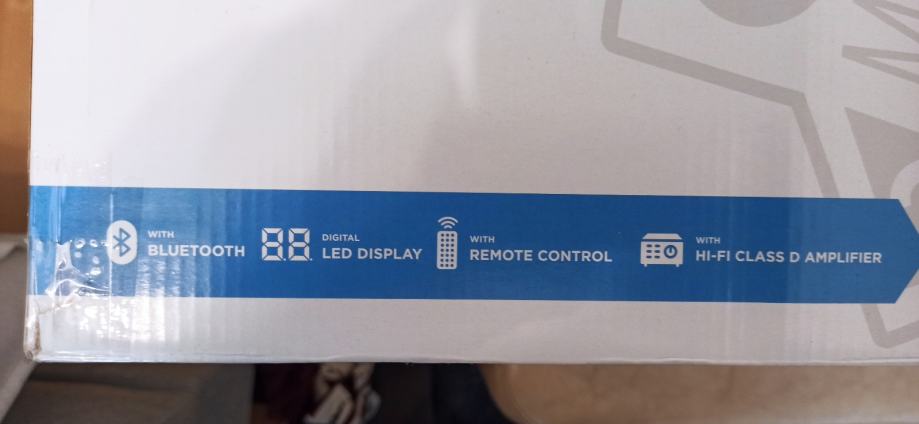 WITH
BLUETOOTH
88
DIGITAL
LED DISPLAY
WITH
REMOTE CONTROL
WITH
HI-FI CLASS D AMPLIFIER